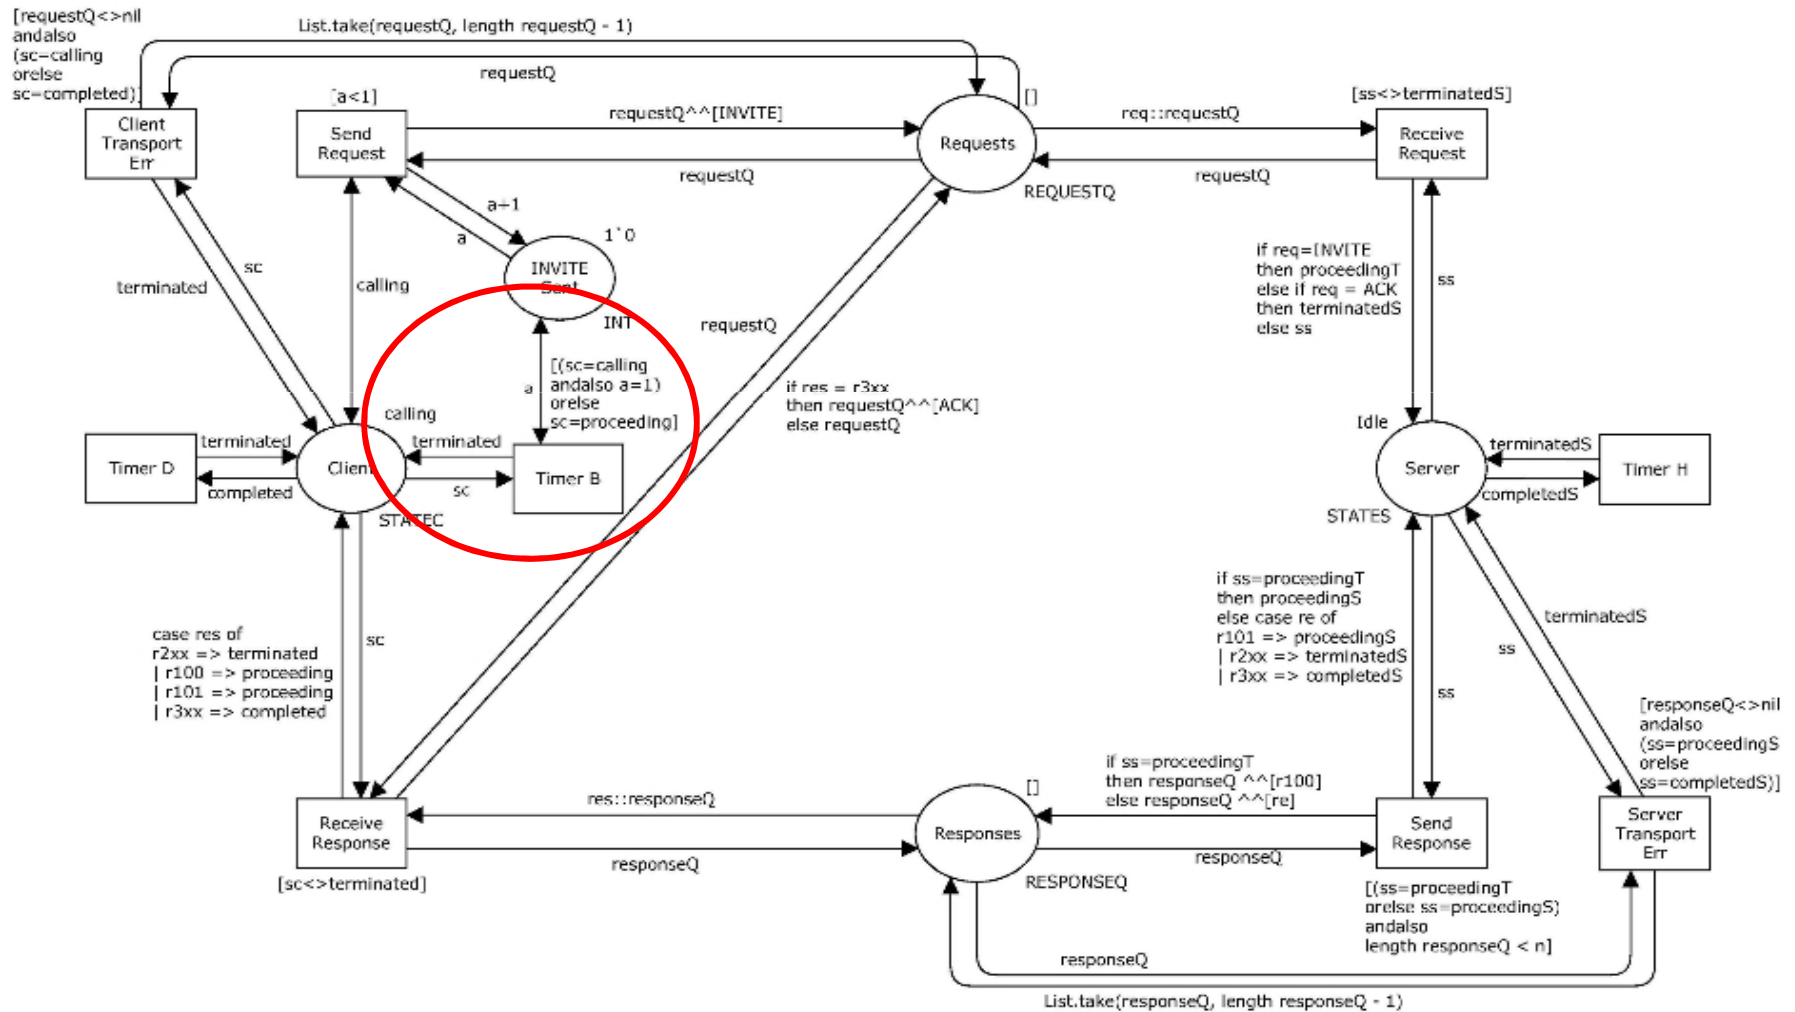 [requestQ<>nil
andalso
(sc=calling
orelse
sc=completed)]
List.take(requestQ, length requestQ - 1)
requestQ
Client
Transport
Err
[a<1]
Send
Request
requestQ^^[INVITE]
requestQ
[]
Requests
REQUESTQ
req::requestQ
requestQ
[ss<>terminatedS]
Receive
Request
a+1
a
1`0
INVITE
Sent
INT
terminated
sc
calling
requestQ
if req=INVITE
then proceedingT
else if req = ACK
then terminatedS
else ss
ss
a
[(sc=calling
andalso a=1)
orelse
sc=proceeding]
if res = r3xx
then requestQ^^[ACK]
else requestQ
calling
Timer D
terminated
completed
Client
STATEC
terminated
sc
Timer B
Idle
Server
STATES
terminatedS
completedS
Timer H
case res of
r2xx => terminated
| r100 => proceeding
| r101 => proceeding
| r3xx => completed
sc
if ss=proceedingT
then proceedingS
else case re of
r101 => proceedingS
| r2xx => terminatedS
| r3xx => completedS
ss
terminatedS
ss
[responseQ<>nil
andalso
(ss=proceedingS
orelse
ss=completedS)]
Receive
Response
[sc<>terminated]
res::responseQ
responseQ
[]
Responses
RESPONSEQ
if ss=proceedingT
then responseQ ^^[r100]
else responseQ ^^[re]
responseQ
Send
Response
Server
Transport
Err
[(ss=proceedingT
orelse ss=proceedingS)
andalso
length responseQ < n]
responseQ
List.take(responseQ, length responseQ - 1)